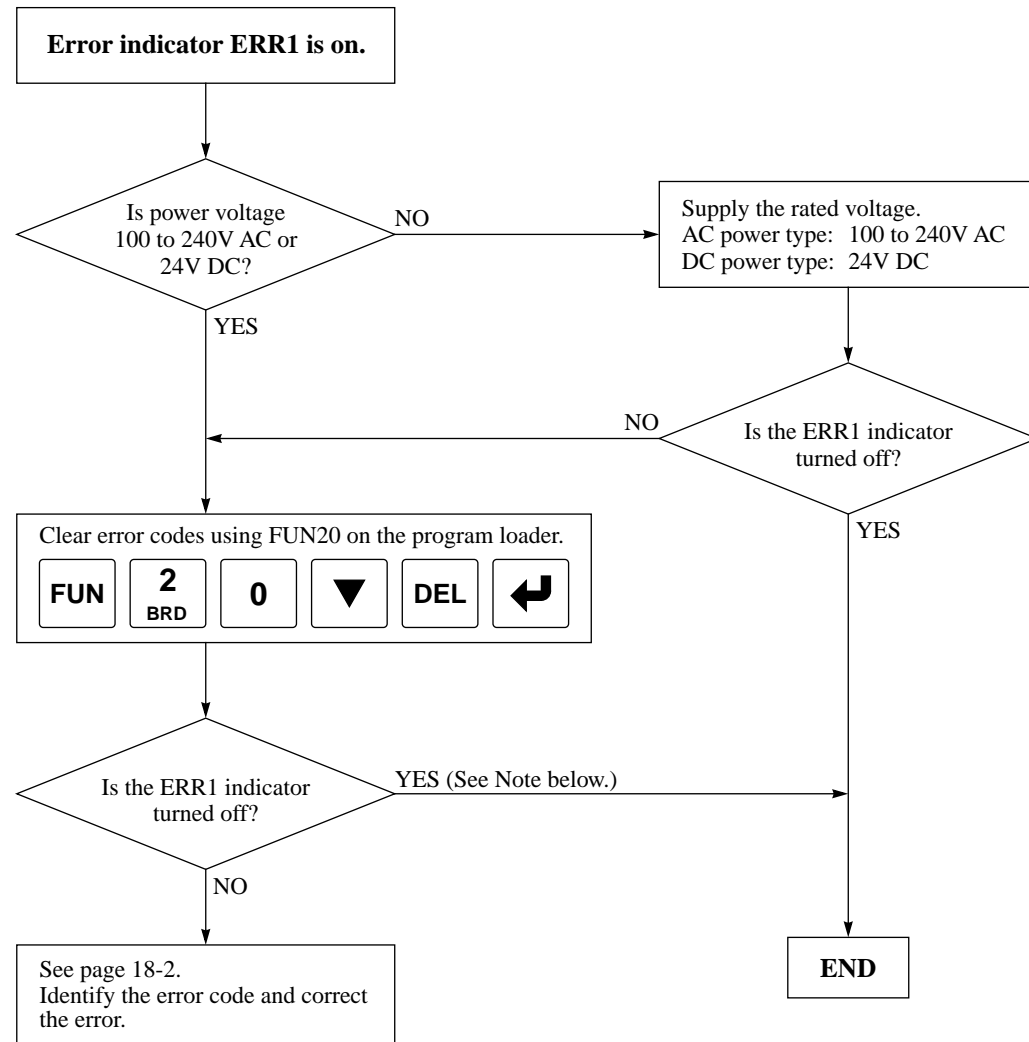 Error indicator ERR1 is on.
Is power voltage
100 to 240V AC or
24V DC?
NO
Supply the rated voltage.
AC power type: 100 to 240V AC
DC power type: 24V DC
YES
NO
Is the ERR1 indicator
turned off?
YES
Clear error codes using FUN20 on the program loader.
FUN
2
BRD
0
DEL
Is the ERR1 indicator
turned off?
YES (See Note below.)
NO
See page 18-2.
Identify the error code and correct
the error.
END